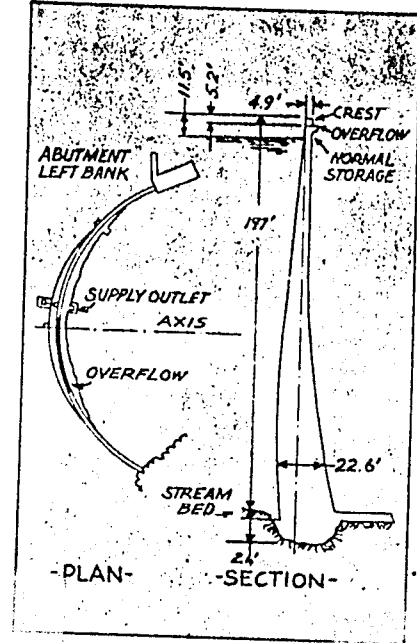 11.5'
5.2'
4.9'
CREST
OVERFLOW
NORMAL
STORAGE
ABUTMENT
LEFT BANK
197'
SUPPLY OUTLET
AXIS
OVERFLOW
22.6'
STREAM
BED
24'
-PLAN-
-SECTION-